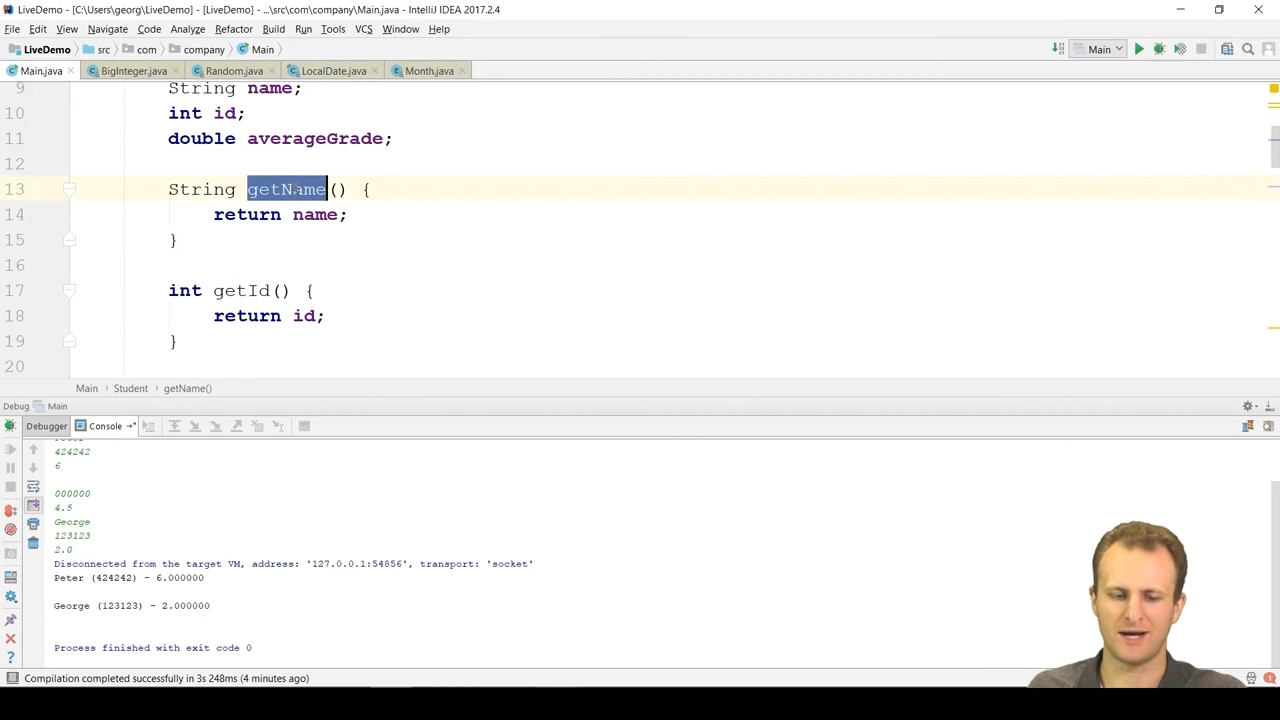 LiveDemo - [C:\Users\georg\LiveDemo] - [LiveDemo] - ...\src\com\company\Main.java - IntelliJ IDEA 2017.2.4
File Edit View Navigate Code Analyze Refactor Build Run Tools VCS Window Help
LiveDemo src com company Main Main
Main.java BigInteger.java Random.java LocalDate.java Month.java
9 String name;
10 int id;
11 double averageGrade;
12
13 String getName() {
14 return name;
15 }
16
17 int getId() {
18 return id;
19 }
20
Main Student getName()
Debug Main
Debugger Console
424242
6
000000
4.5
George
123123
2.0
Disconnected from the target VM, address: '127.0.0.1:54856', transport: 'socket'
Peter (424242) - 6.000000
George (123123) - 2.000000
Process finished with exit code 0
Compilation completed successfully in 3s 248ms (4 minutes ago)